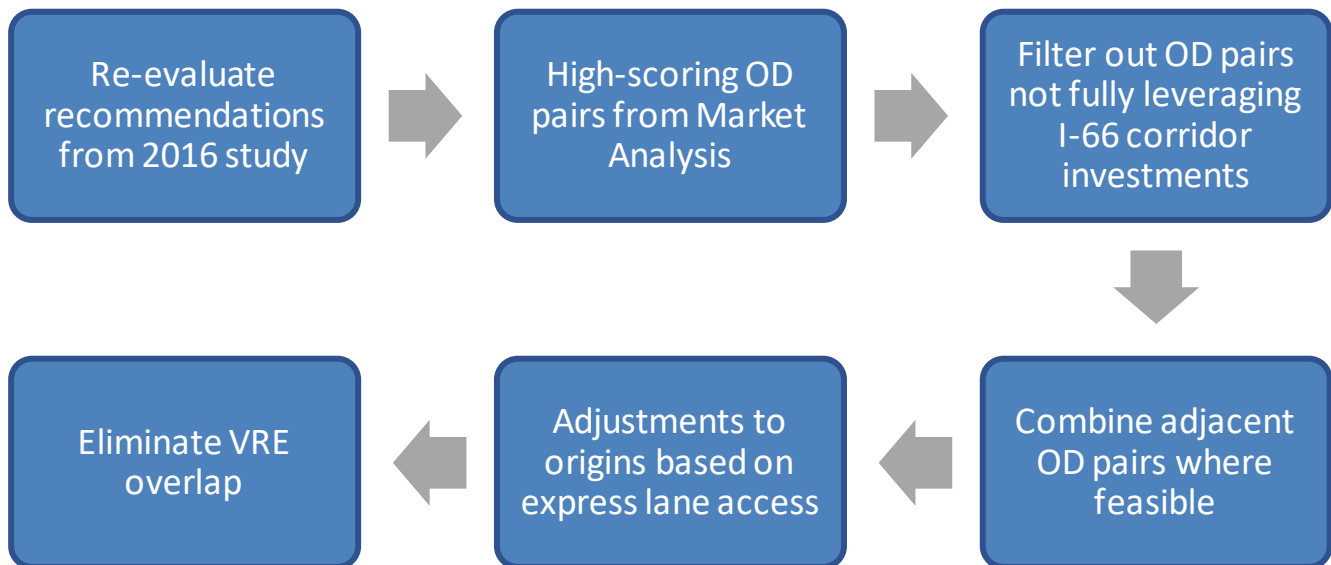 Re-evaluate
recommendations
from 2016 study
High-scoring OD
pairs from Market
Analysis
Filter out OD pairs
not fully leveraging
I-66 corridor
investments
Combine adjacent
OD pairs where
feasible
Adjustments to
origins based on
express lane access
Eliminate VRE
overlap